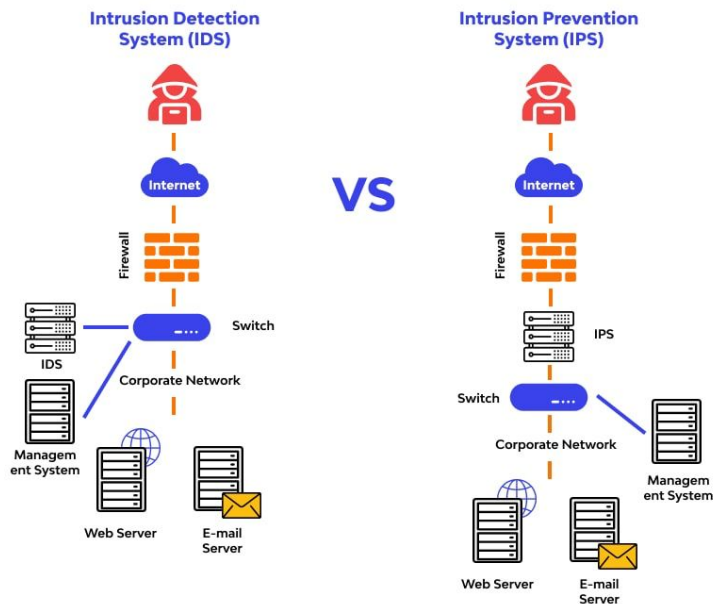 Intrusion Detection
System (IDS)
Internet
Firewall
Switch
IDS
Corporate Network
Managem
ent System
Web Server
E-mail
Server
VS
Intrusion Prevention
System (IPS)
Internet
Firewall
IPS
Switch
Corporate Network
Managem
ent System
Web Server
E-mail
Server